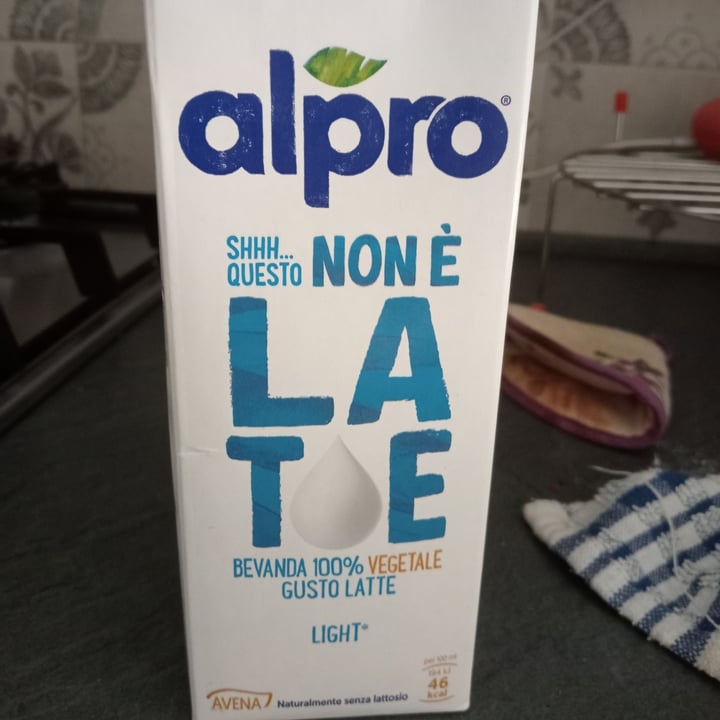 alpro®
SHHH...
QUESTO NON È
LA
TE
BEVANDA 100% VEGETALE
GUSTO LATTE
LIGHT*
per 100 ml
46
kcal
AVENA
Naturalmente senza lattosio